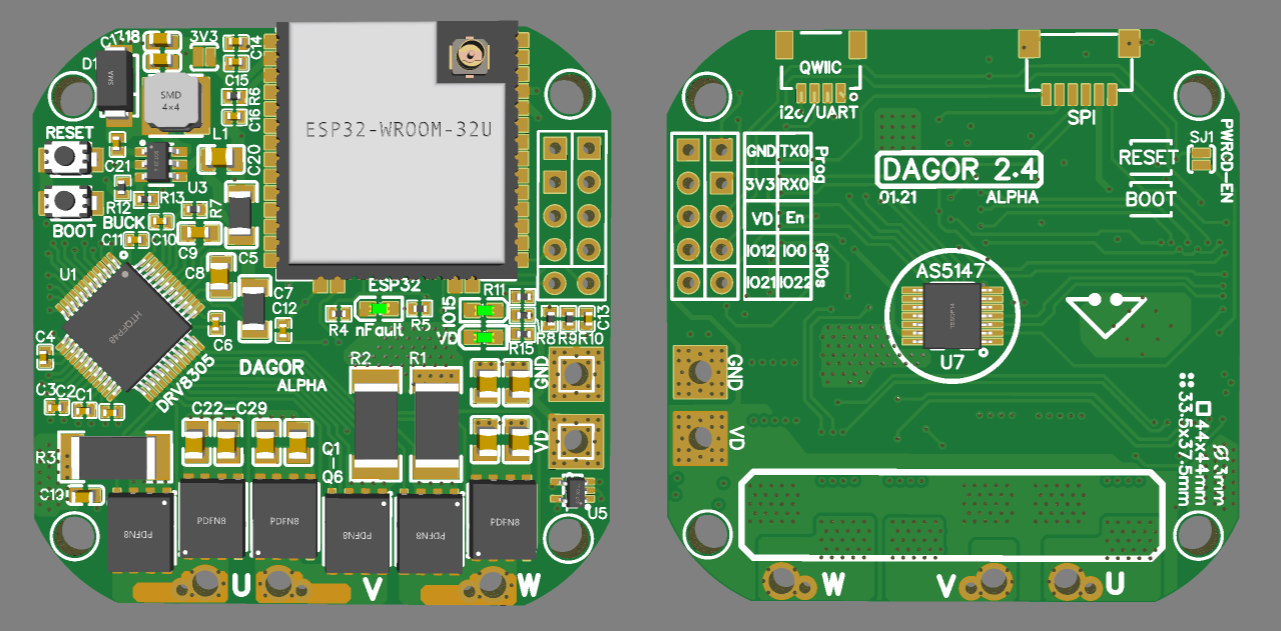 C18
3V3
C14
D1
SMA
SMD
4x4
C15
R6
C16
ESP32-WROOM-32U
RESET
L1
C21
C20
U3
R13
R12
BOOT
BUCK
R7
C11
C10
C9
C5
U1
C8
HTQFP48
C7
C12
C6
ESP32
R4
nFault
R5
IO15
VD
R11
C13
R8
R9
R10
R15
C4
DRV8305
DAGOR
ALPHA
R2
R1
GND
C3
C2
C1
C22-C29
VD
R3
Q1
-
Q6
C19
U5
PDFN8
PDFN8
PDFN8
PDFN8
PDFN8
PDFN8
U
V
W
QWIIC
i2c/UART
SPI
GND TX0
3V3 RX0
VD En
IO12 IO0
IO21 IO22
Prog
GPIOs
DAGOR 2.4
01.21
ALPHA
RESET
BOOT
SJ1
PWRCD-EN
AS5147
U7
GND
VD
33.5x37.5mm
44x44mm
Ø 3mm
W
V
U